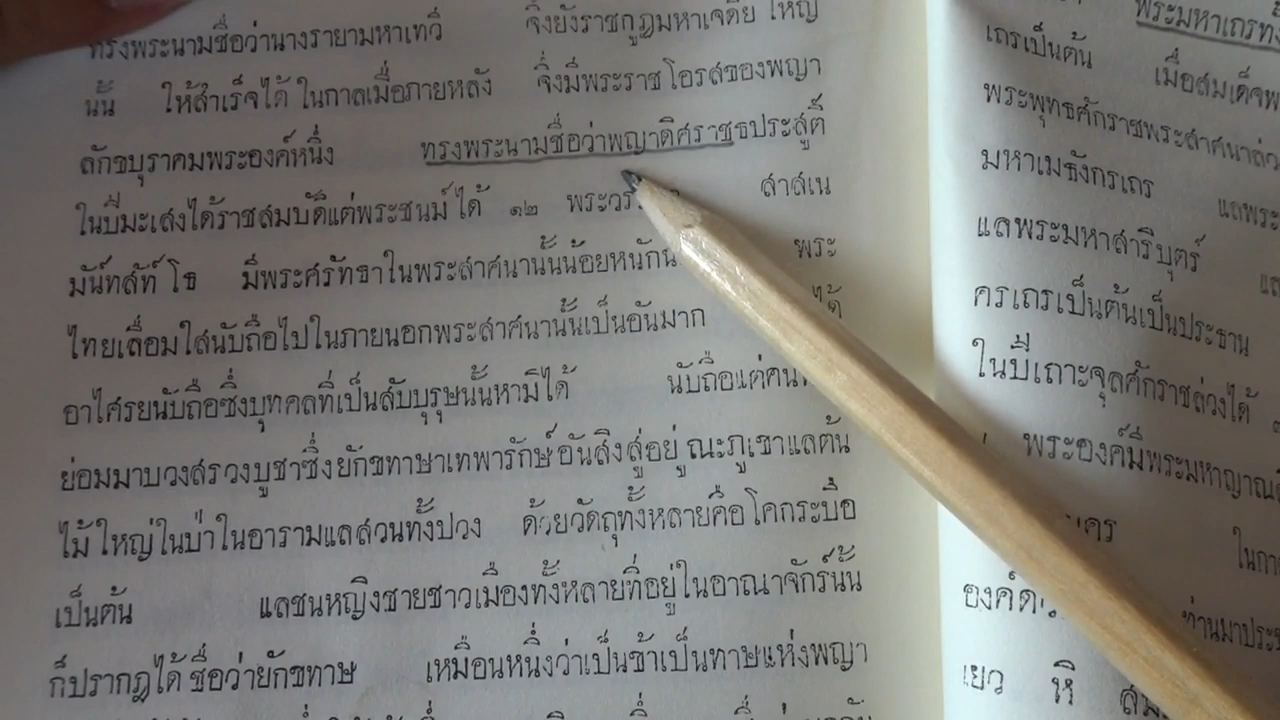 ทรงพระนามชื่อว่านางรายามหาเทวี จึงยังราชกูฏมหาเจดีย ใหญ่
นั้น ให้สำเร็จได้ ในกาลเมื่อภายหลัง จึ่งมีพระราชโอรสของพญา
ลักขบุราคมพระองค์หนึ่ง ทรงพระนามชื่อว่าพญาดิศราชธประสูติ์
ในปีมะเสงได้ราชสมบัติแต่พระชนม์ได้ ๑๒ สาสเน
มันํทสัท์โธ มีพระศรัทธาในพระสาศนานั้นน้อยหนักกน พระ
ไทยเลื่อมใสนับถือไปในภายนอกพระสาศนานั้นเป็นอันมาก ได้
อาไศรยนับถือซึ่งบุทคลที่เป็นสับบุรุษนั้นหามิได้ นับถือแต่คน
ย่อมมาบวงสรวงบูชาซึ่งยักขทาษาเทพารักษ์อันสิงสู่อยู่ ณะภูเขาแลต้น
ไม้ใหญ่ในป่าในอารามแลสวนทั้งปวง ด้วยวัดถุทั้งหลายคือโคกระบือ
เป็นต้น แลชนหญิงชายชาวเมืองทั้งหลายที่อยู่ในอาณาจักร์นั้น
ก็ปรากฏได้ชื่อว่ายักขทาษ เหมือนหนึ่งว่าเป็นข้าเป็นทาษแห่งพญา
พระมหาเถรทั้ง
เถรเป็นต้น เมื่อสมเด็จพ
พระพุทธศักราชพระสาศนาล่ว
มหาเมธังกรเถร แลพระ
แลพระมหาสารีบุตร์
ครเถรเป็นต้นเป็นประธาน
ในปีเถาะจุลศักราชล่วงได้
พระองค์มีพระมหาญาณ
ในกา
องค์ด
ท่านมาประ
เยว หิ